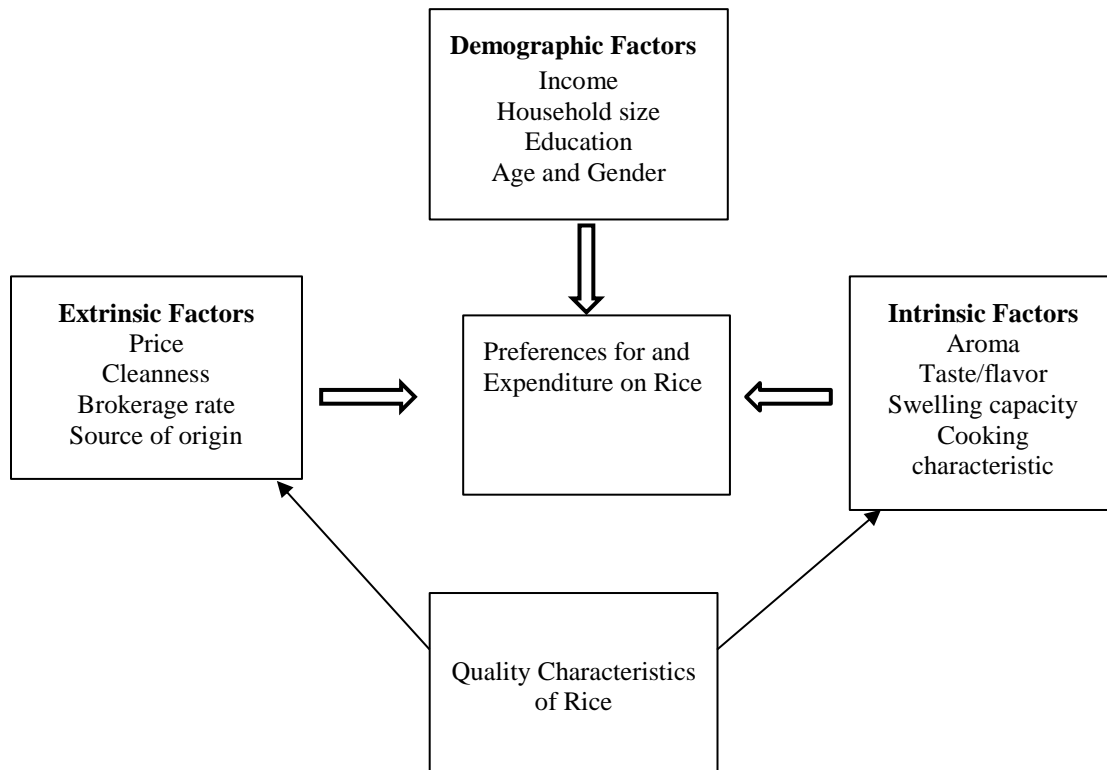 Demographic Factors
Income
Household size
Education
Age and Gender
Extrinsic Factors
Price
Cleanness
Brokerage rate
Source of origin
Preferences for and
Expenditure on Rice
Intrinsic Factors
Aroma
Taste/flavor
Swelling capacity
Cooking
characteristic
Quality Characteristics
of Rice